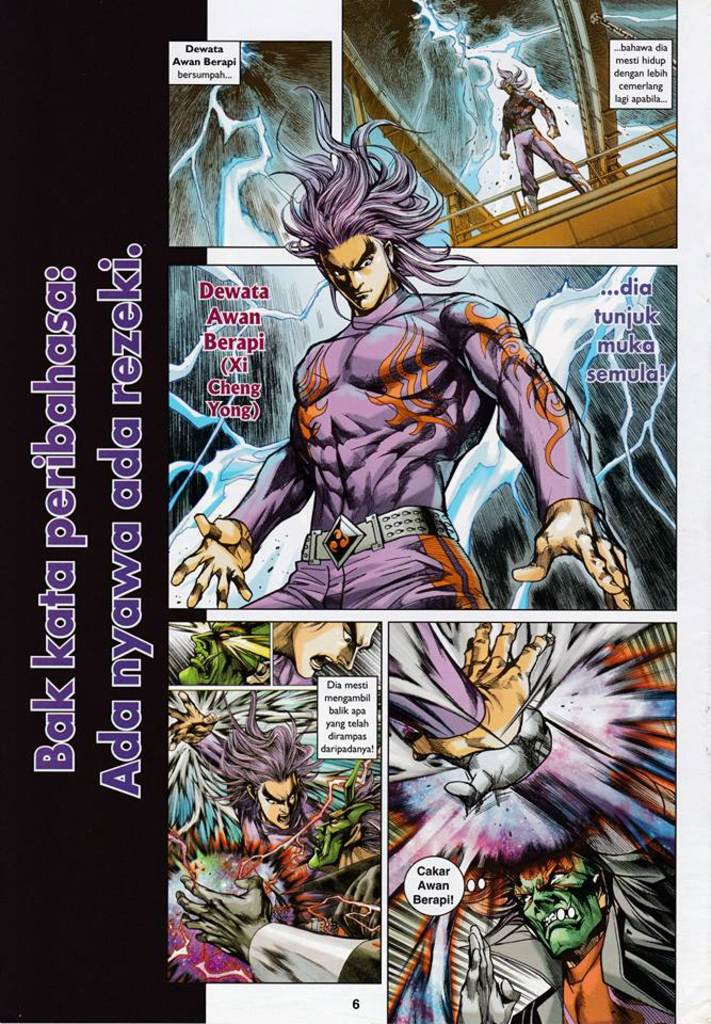 Bak kata peribahasa:
Ada nyawa ada rezeki.
Dewata
Awan Berapi
bersumpah...
...bahawa dia
mesti hidup
dengan lebih
cemerlang
lagi apabila...
Dewata
Awan
Berapi
(Xi
Cheng
Yong)
...dia
tunjuk
muka
semula!
Dia mesti
mengambil
balik apa
yang telah
dirampas
daripadanya!
Cakar
Awan
Berapi!
6